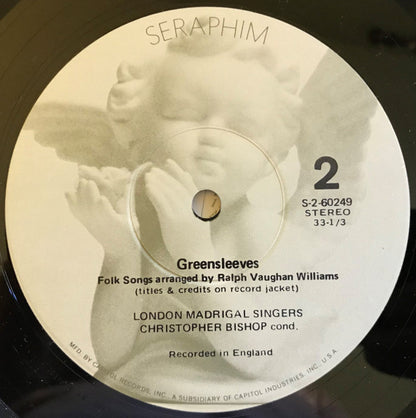 SERAPHIM
2
S-2-60249
STEREO
33-1/3
Greensleeves
Folk Songs arranged by Ralph Vaughan Williams
(titles & credits on record jacket)
LONDON MADRIGAL SINGERS
CHRISTOPHER BISHOP cond.
Recorded in England
MFD. BY CAPITOL RECORDS, INC. A SUBSIDIARY OF CAPITOL INDUSTRIES, INC. U.S.A.